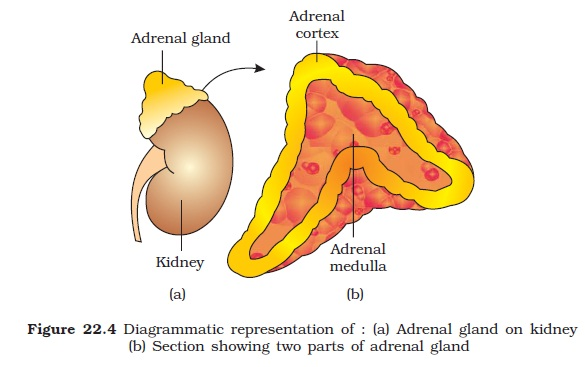 Adrenal gland
Adrenal
cortex
Kidney
Adrenal
medulla
(a)
(b)
Figure 22.4 Diagrammatic representation of : (a) Adrenal gland on kidney
(b) Section showing two parts of adrenal gland